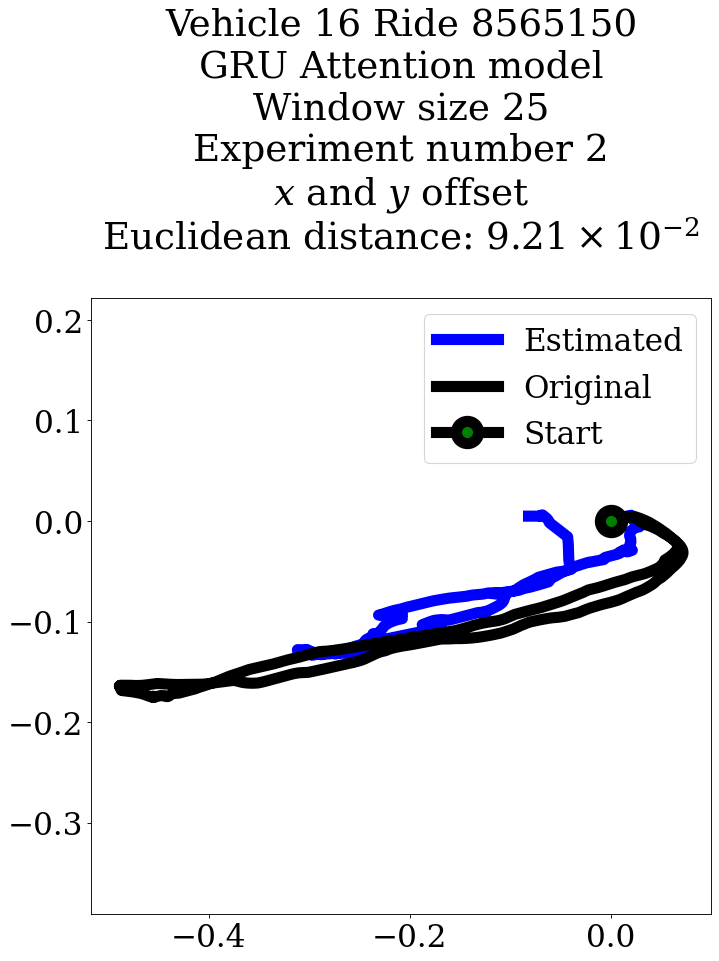 Vehicle 16 Ride 8565150
GRU Attention model
Window size 25
Experiment number 2
x and y offset
Euclidean distance: 9.21 × 10⁻²
Estimated
Original
Start
0.2
0.1
0.0
−0.1
−0.2
−0.3
−0.4
−0.2
0.0